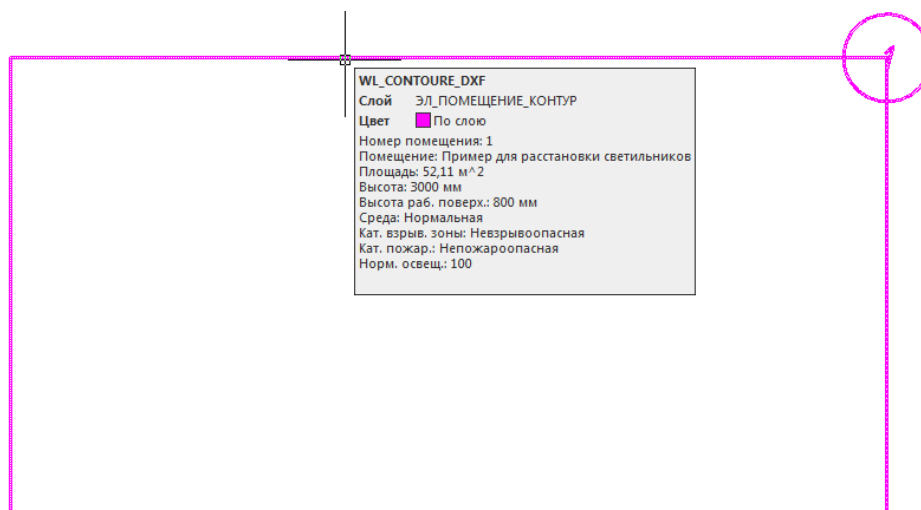 WL_CONTOURE_DXF
Слой ЭЛ_ПОМЕЩЕНИЕ_КОНТУР
Цвет По слою
Номер помещения: 1
Помещение: Пример для расстановки светильников
Площадь: 52,11 м^2
Высота: 3000 мм
Высота раб. поверх.: 800 мм
Среда: Нормальная
Кат. взрыв. зоны: Невзрывоопасная
Кат. пожар.: Непожароопасная
Норм. освещ.: 100